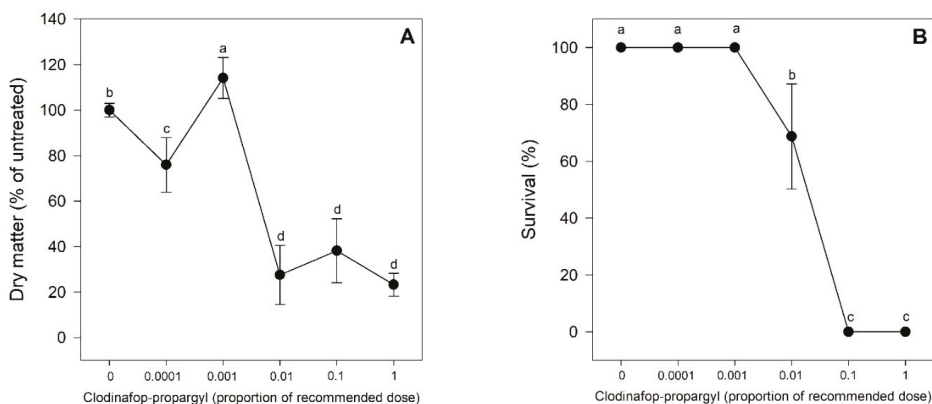 A
Dry matter (% of untreated)
140
120
100
80
60
40
20
0
b
c
a
d
d
d
0 0.0001 0.001 0.01 0.1 1
Clodinafop-propargyl (proportion of recommended dose)
B
Survival (%)
100
80
60
40
20
0
a a a
b
c c
0 0.0001 0.001 0.01 0.1 1
Clodinafop-propargyl (proportion of recommended dose)